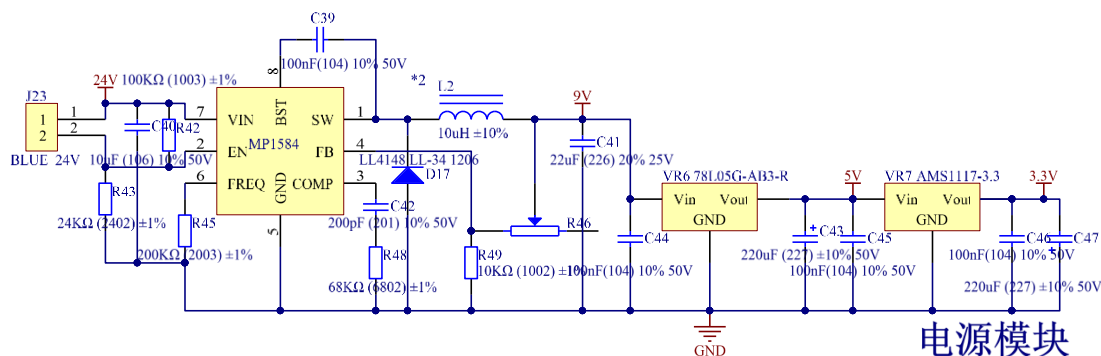 C39
100nF(104) 10% 50V
8
*2
L2
10uH ±10%
24V
100KΩ (1003) ±1%
J23
1
2
1
2
BLUE 24V
C40
R42
10uF (106) 10% 50V
7
2
6
VIN
EN
FREQ
BST
MP1584
GND
SW
FB
COMP
1
4
3
5
R43
24KΩ (2402) ±1%
R45
200KΩ (2003) ±1%
LL4148 LL-34 1206
D17
C42
200pF (201) 10% 50V
R48
68KΩ (6802) ±1%
R49
10KΩ (1002) ±1%
R46
9V
C41
22uF (226) 20% 25V
C44
100nF(104) 10% 50V
VR6 78L05G-AB3-R
Vin
Vout
GND
5V
C43
+
220uF (227) ±10% 50V
C45
100nF(104) 10% 50V
VR7 AMS1117-3.3
Vin
Vout
GND
3.3V
C46
100nF(104) 10% 50V
C47
+
220uF (227) ±10% 50V
GND
电源模块